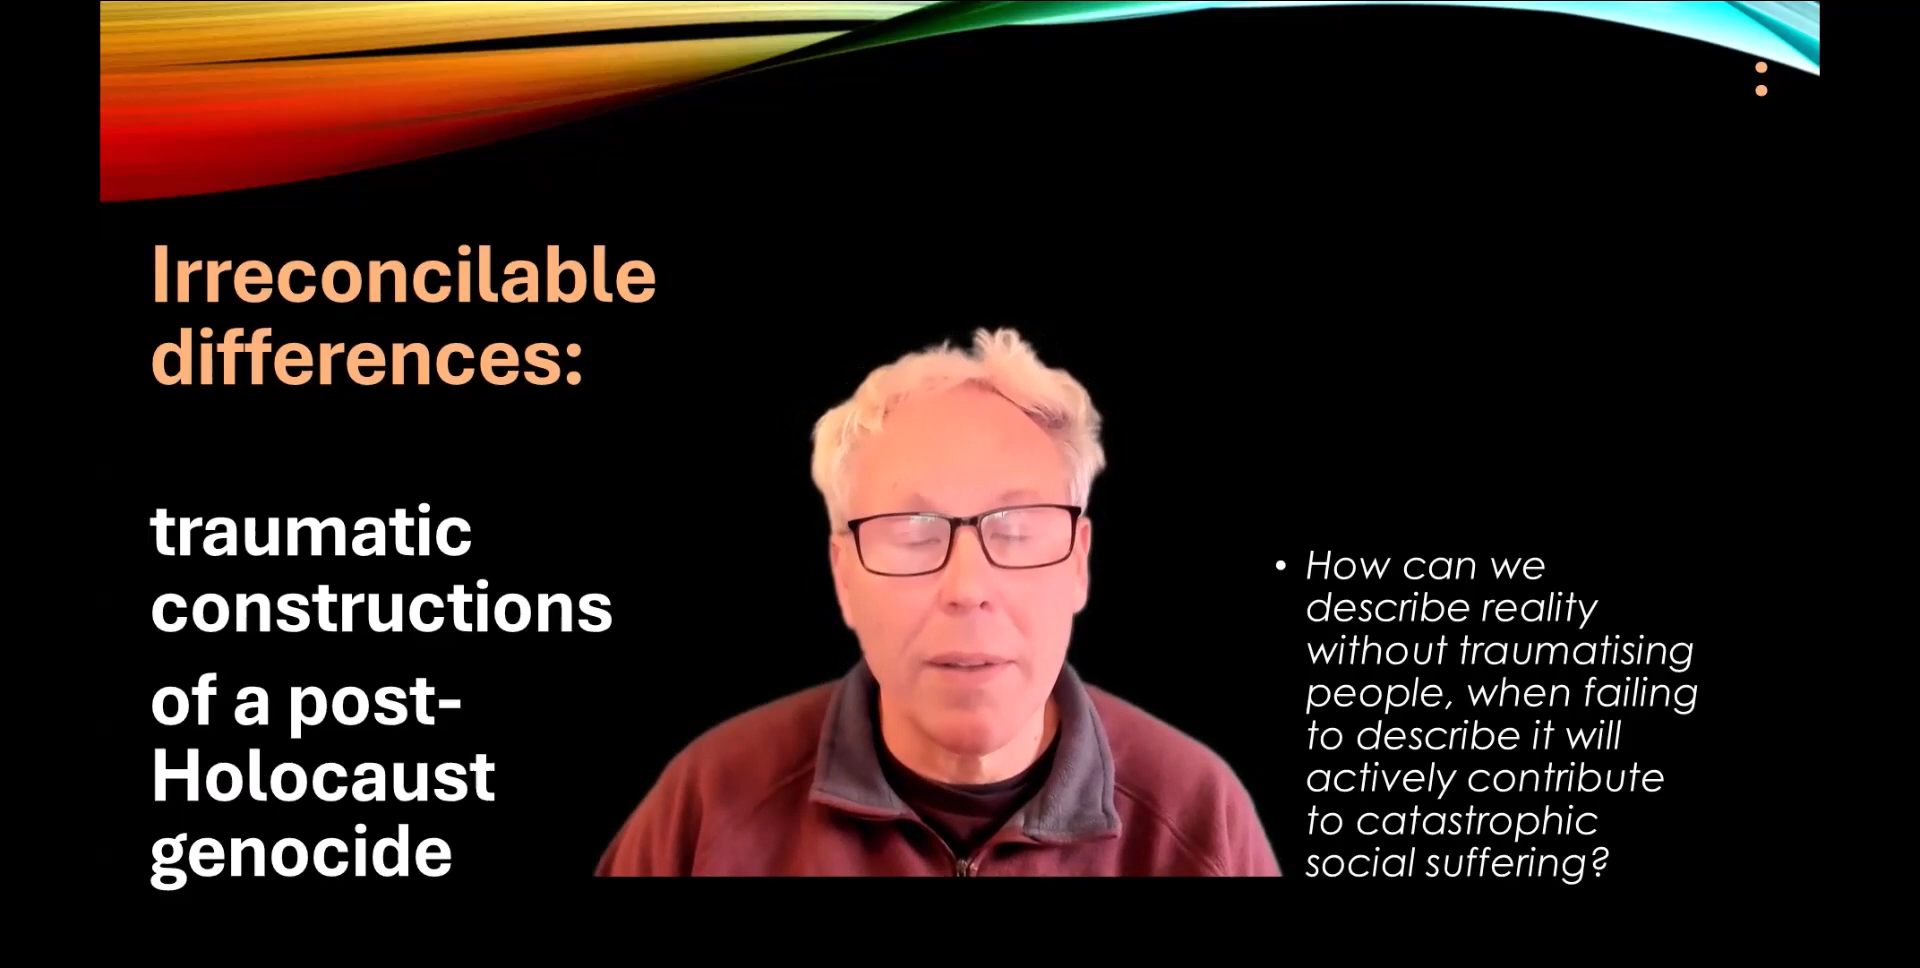 Irreconcilable
differences:
traumatic
constructions
of a post-
Holocaust
genocide
• How can we
describe reality
without traumatising
people, when failing
to describe it will
actively contribute
to catastrophic
social suffering?